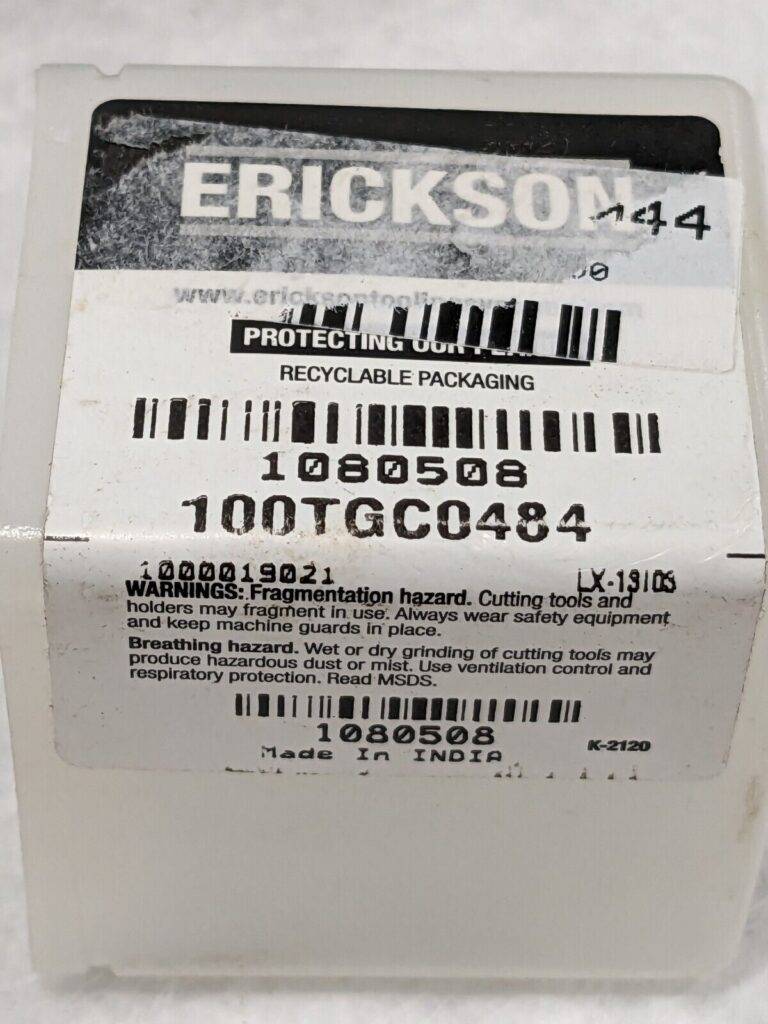 ERICKSON
44
RECYCLABLE PACKAGING
1080508
100TGC0484
1000019021
WARNINGS: Fragmentation hazard. Cutting tools and
holders may fragment in use. Always wear safety equipment
and keep machine guards in place.
Breathing hazard. Wet or dry grinding of cutting tools may
produce hazardous dust or mist. Use ventilation control and
respiratory protection. Read MSDS.
1080508
K-2120
Made In INDIA
PROTECTING OUR